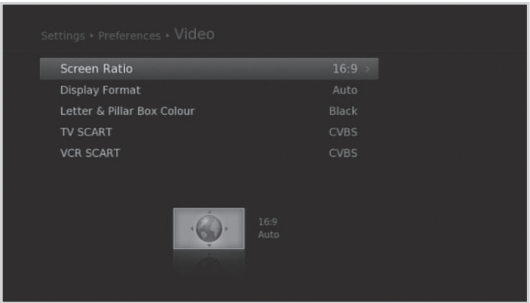 Settings • Preferences • Video
Screen Ratio 16:9 >
Display Format Auto
Letter & Pillar Box Colour Black
TV SCART CVBS
VCR SCART CVBS
16:9
Auto